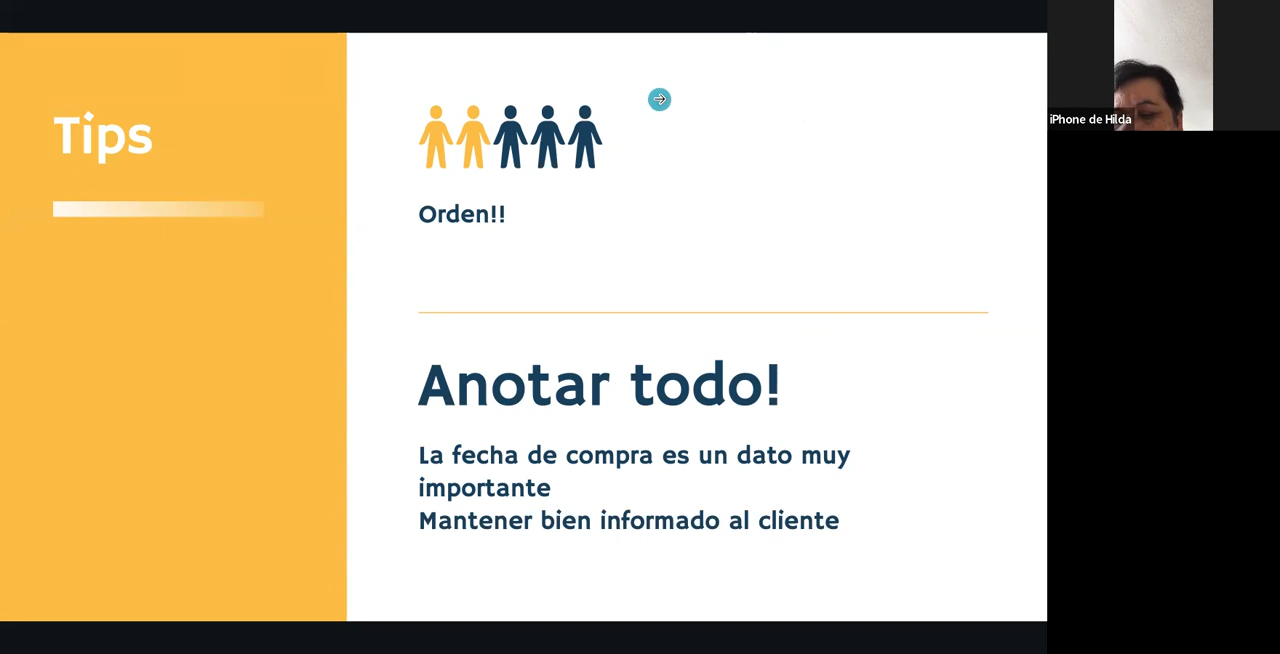 Tips
Orden!!
Anotar todo!
La fecha de compra es un dato muy
importante
Mantener bien informado al cliente
iPhone de Hilda